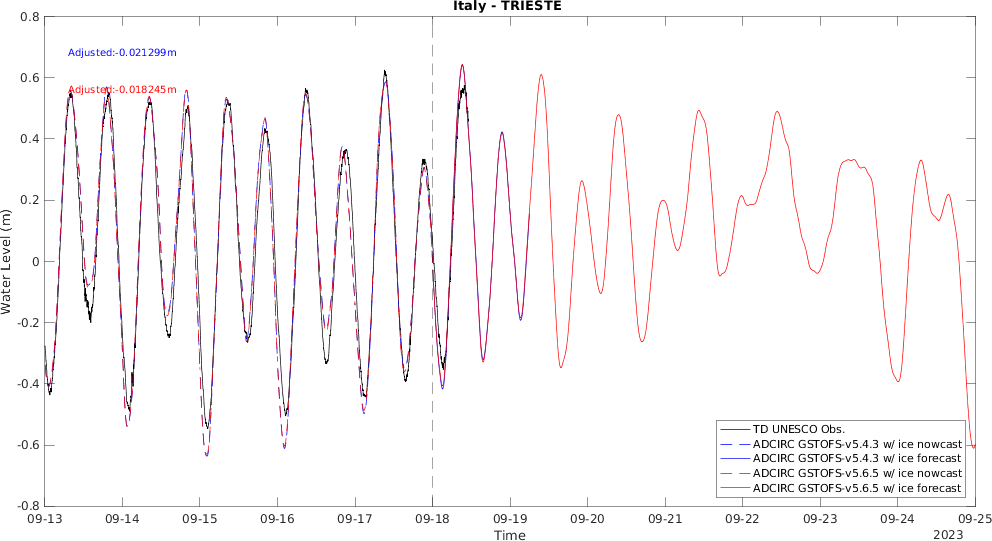 Italy - TRIESTE
Adjusted:-0.021299m
Adjusted:-0.018245m
Water Level (m)
0.8
0.6
0.4
0.2
0
-0.2
-0.4
-0.6
-0.8
TD UNESCO Obs.
ADCIRC GSTOFS-v5.4.3 w/ ice nowcast
ADCIRC GSTOFS-v5.4.3 w/ ice forecast
ADCIRC GSTOFS-v5.6.5 w/ ice nowcast
ADCIRC GSTOFS-v5.6.5 w/ ice forecast
09-13 09-14 09-15 09-16 09-17 09-18 09-19 09-20 09-21 09-22 09-23 09-24 09-25
Time
2023